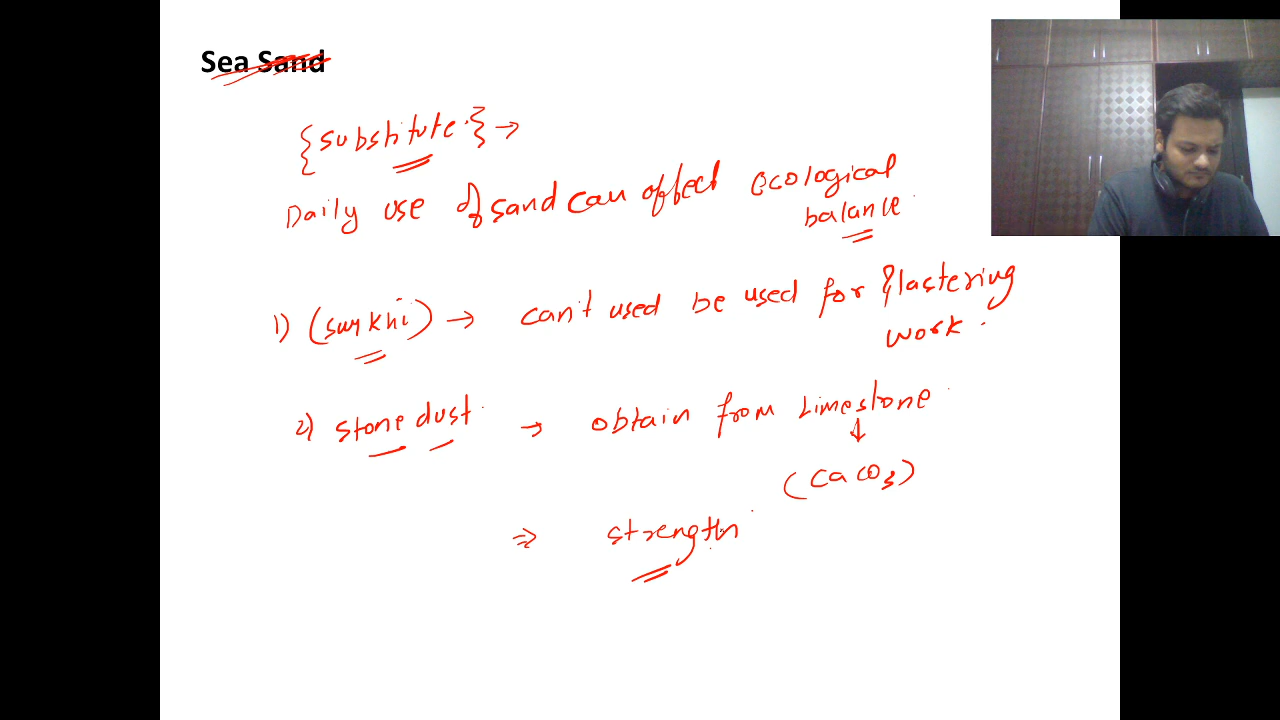 Sea Sand
{substitute.} →
Daily use of sand can affect ecological
balance
1) (surkhi) → can't used be used for plastering
work.
2) stone dust → obtain from Limestone
↓
(CaCO3)
⇒ strength